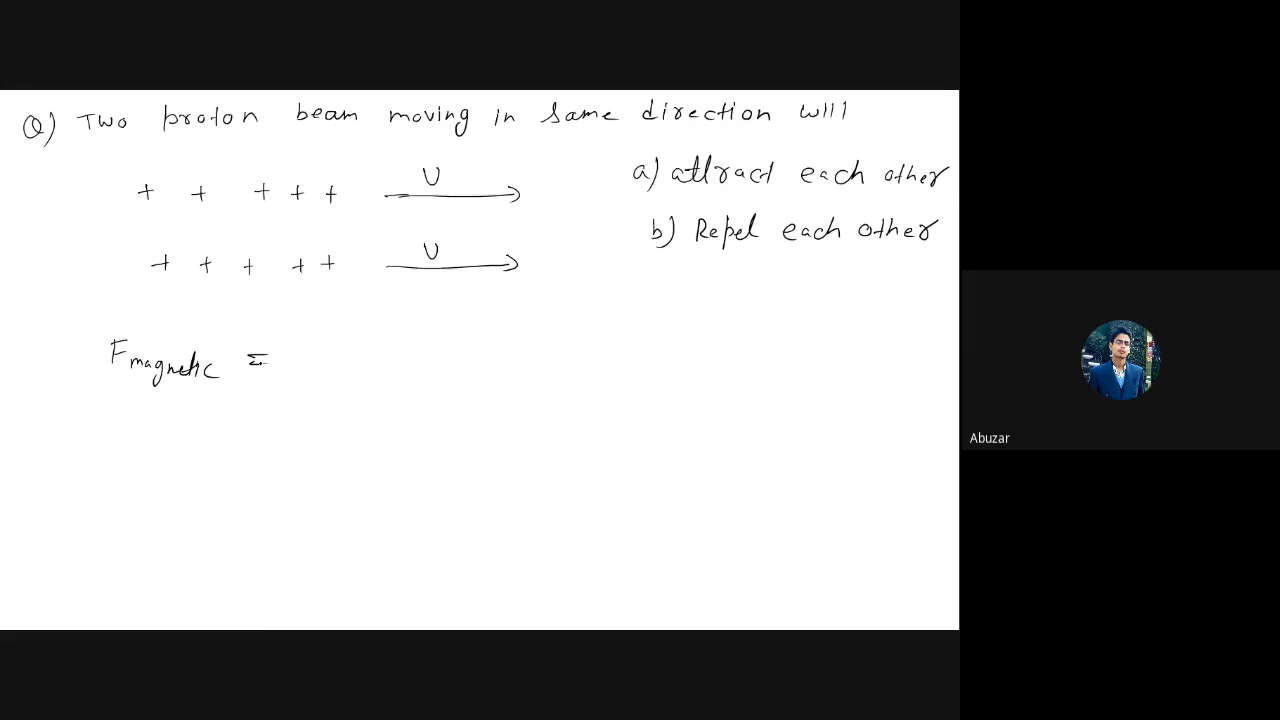 Q) Two proton beam moving in same direction will
a) attract each other
+ + + + + U
b) Repel each other
+ + + + + U
Fmagnetic =
Abuzar